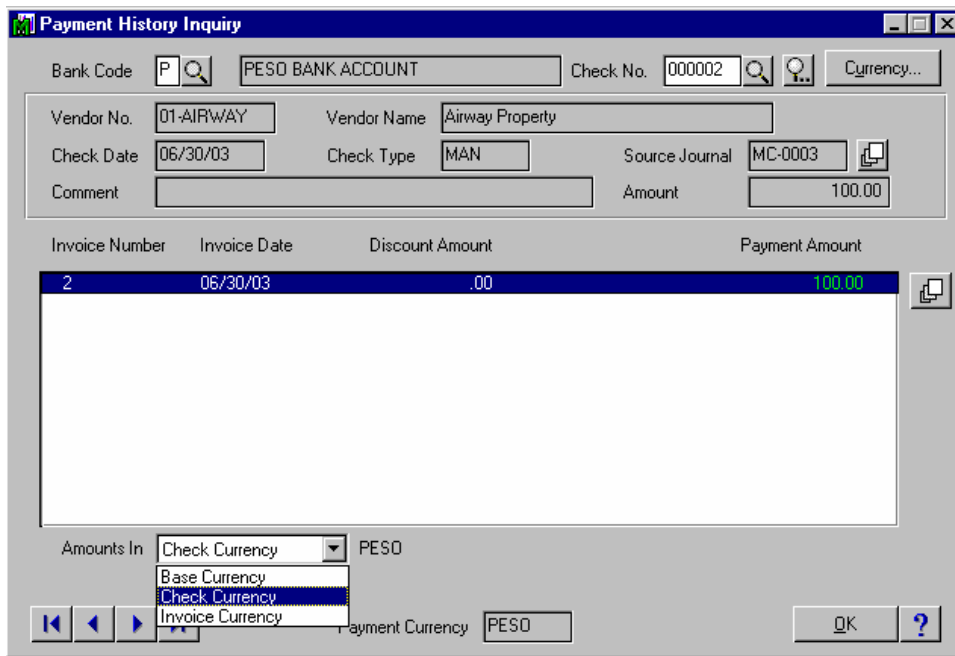 Payment History Inquiry
Bank Code P PESO BANK ACCOUNT Check No. 000002 Currency...
Vendor No. 01-AIRWAY Vendor Name Airway Property
Check Date 06/30/03 Check Type MAN Source Journal MC-0003
Comment Amount 100.00
Invoice Number Invoice Date Discount Amount Payment Amount
2 06/30/03 .00 100.00
Amounts In Check Currency PESO
Base Currency
Check Currency
Invoice Currency
Payment Currency PESO OK ?